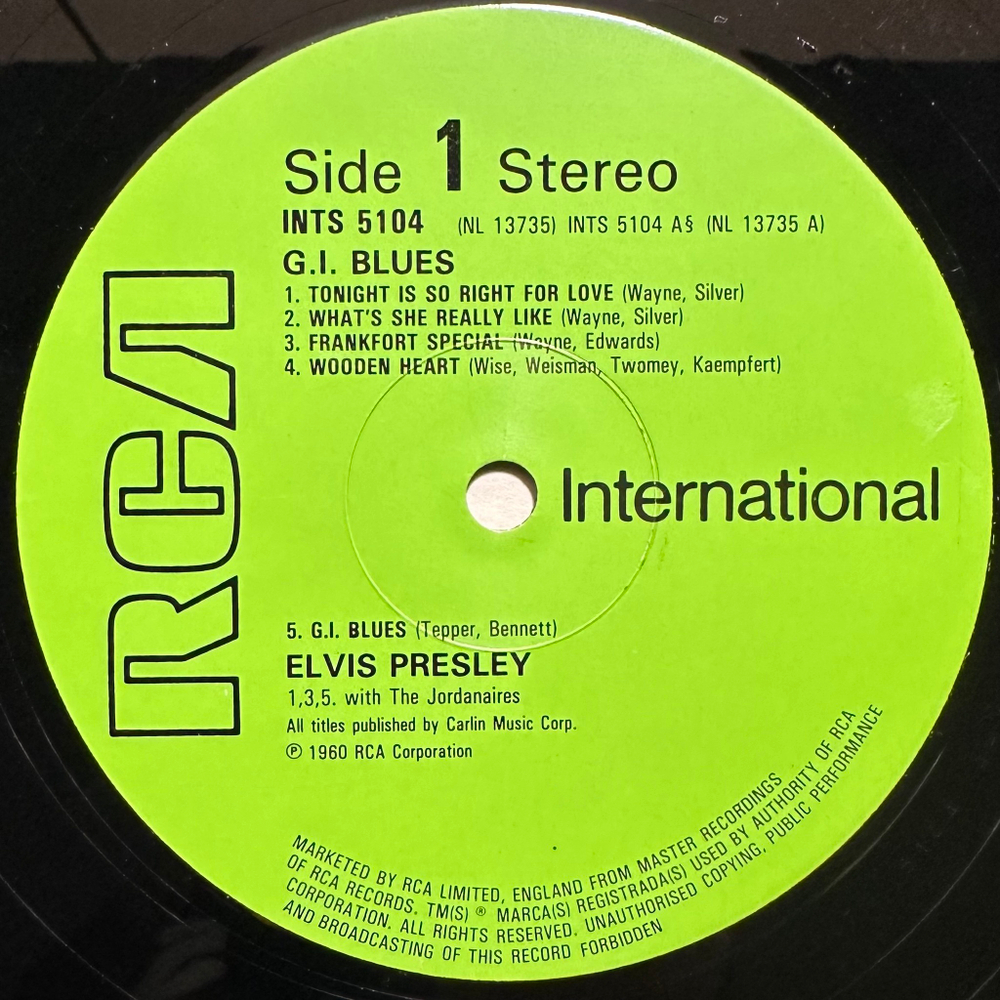 Side 1 Stereo
INTS 5104 (NL 13735) INTS 5104 A§ (NL 13735 A)
G.I. BLUES
1. TONIGHT IS SO RIGHT FOR LOVE (Wayne, Silver)
2. WHAT'S SHE REALLY LIKE (Wayne, Silver)
3. FRANKFORT SPECIAL (Wayne, Edwards)
4. WOODEN HEART (Wise, Weisman, Twomey, Kaempfert)
RCA
International
5. G.I. BLUES (Tepper, Bennett)
ELVIS PRESLEY
1,3,5. with The Jordanaires
All titles published by Carlin Music Corp.
℗ 1960 RCA Corporation
MARKETED BY RCA LIMITED, ENGLAND FROM MASTER RECORDINGS
OF RCA RECORDS. TM(S) ® MARCA(S) REGISTRADA(S) USED BY AUTHORITY OF RCA
CORPORATION. ALL RIGHTS RESERVED. UNAUTHORISED COPYING, PUBLIC PERFORMANCE
AND BROADCASTING OF THIS RECORD FORBIDDEN